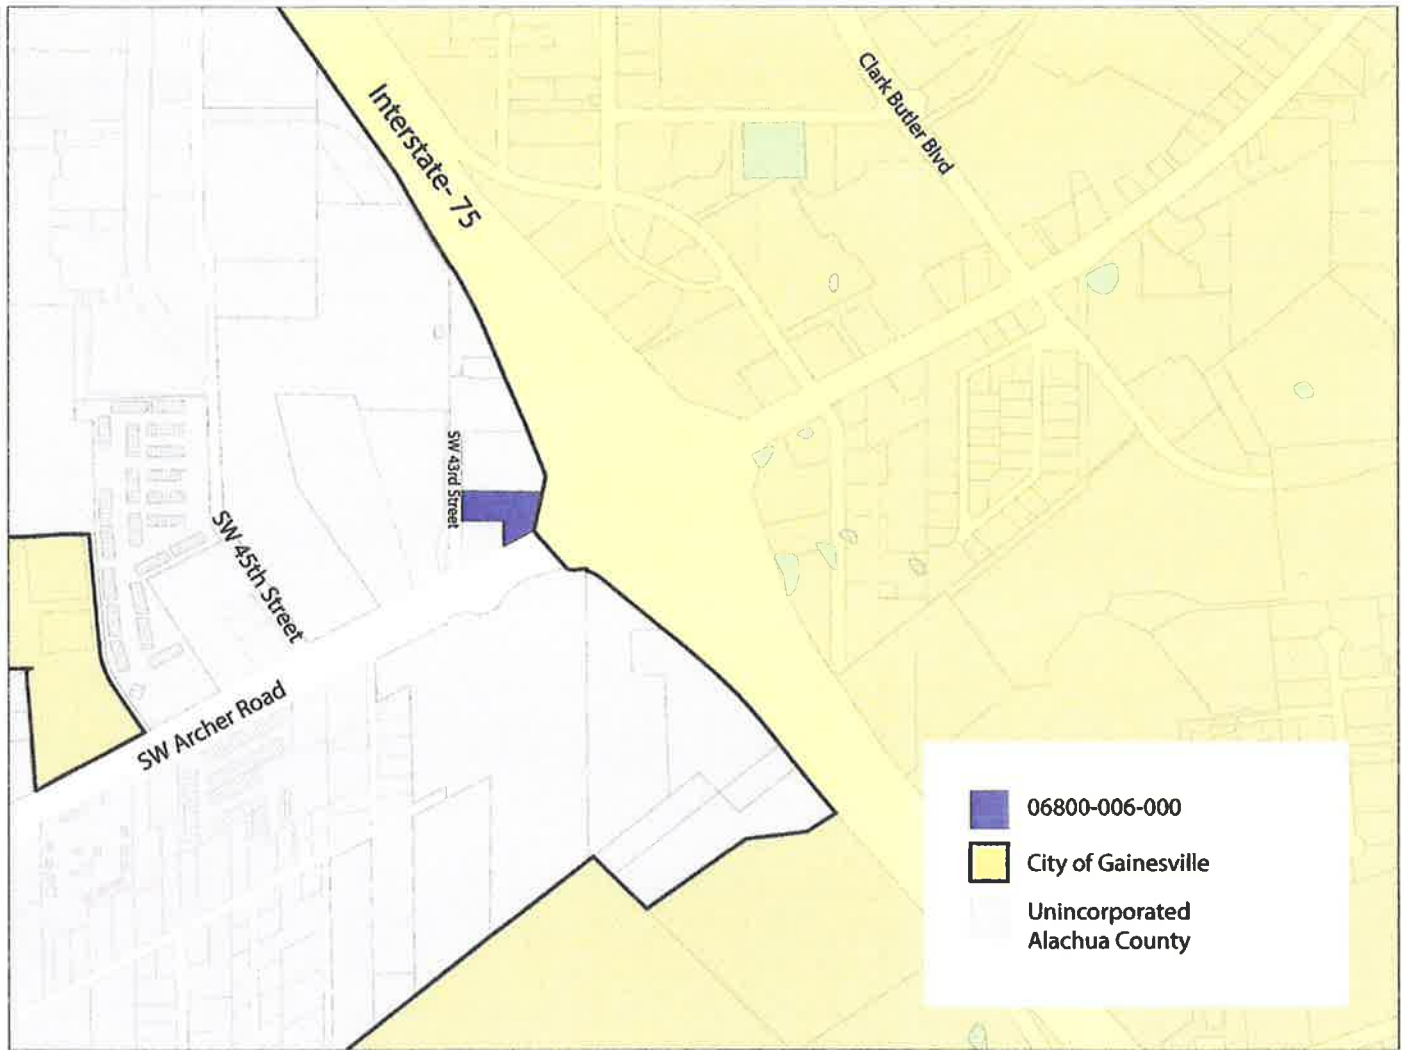 Clark Butler Blvd
Interstate- 75
SW 43rd Street
SW 45th Street
SW Archer Road
06800-006-000
City of Gainesville
Unincorporated
Alachua County